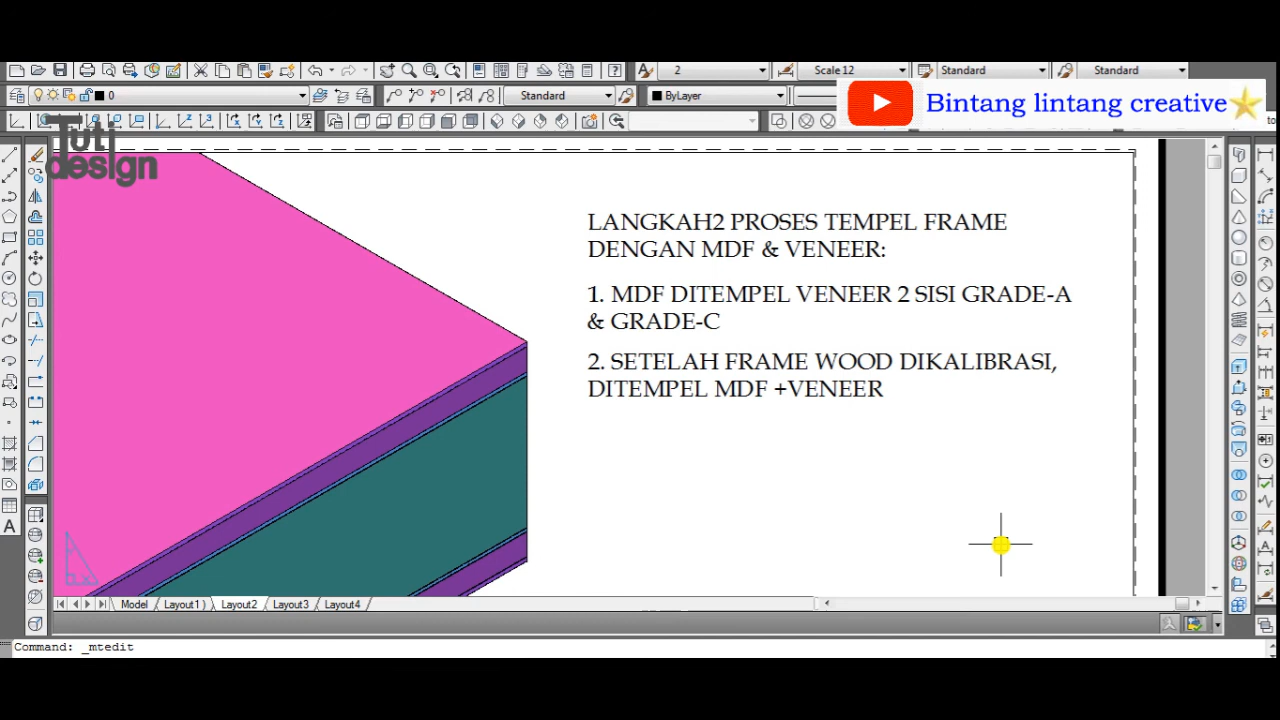 2
Scale12
Standard
Standard
0
Standard
ByLayer
Bintang lintang creative
Tuti
design
LANGKAH2 PROSES TEMPEL FRAME
DENGAN MDF & VENEER:
1. MDF DITEMPEL VENEER 2 SISI GRADE-A
& GRADE-C
2. SETELAH FRAME WOOD DIKALIBRASI,
DITEMPEL MDF +VENEER
Model
Layout1 )
Layout2
Layout3
Layout4
Command: _mtedit